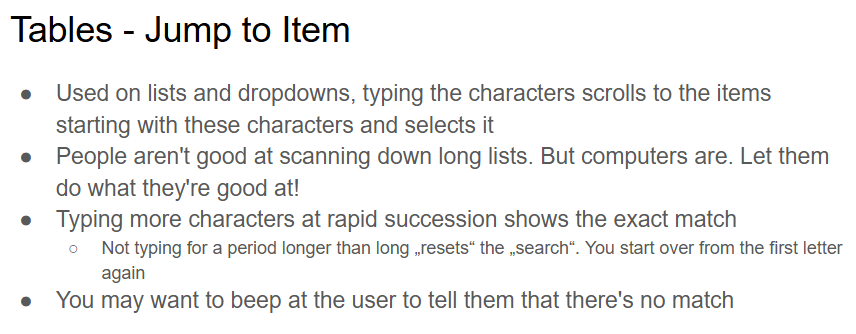 Tables - Jump to Item
● Used on lists and dropdowns, typing the characters scrolls to the items
starting with these characters and selects it
● People aren't good at scanning down long lists. But computers are. Let them
do what they're good at!
● Typing more characters at rapid succession shows the exact match
○ Not typing for a period longer than long „resets“ the „search“. You start over from the first letter
again
● You may want to beep at the user to tell them that there's no match